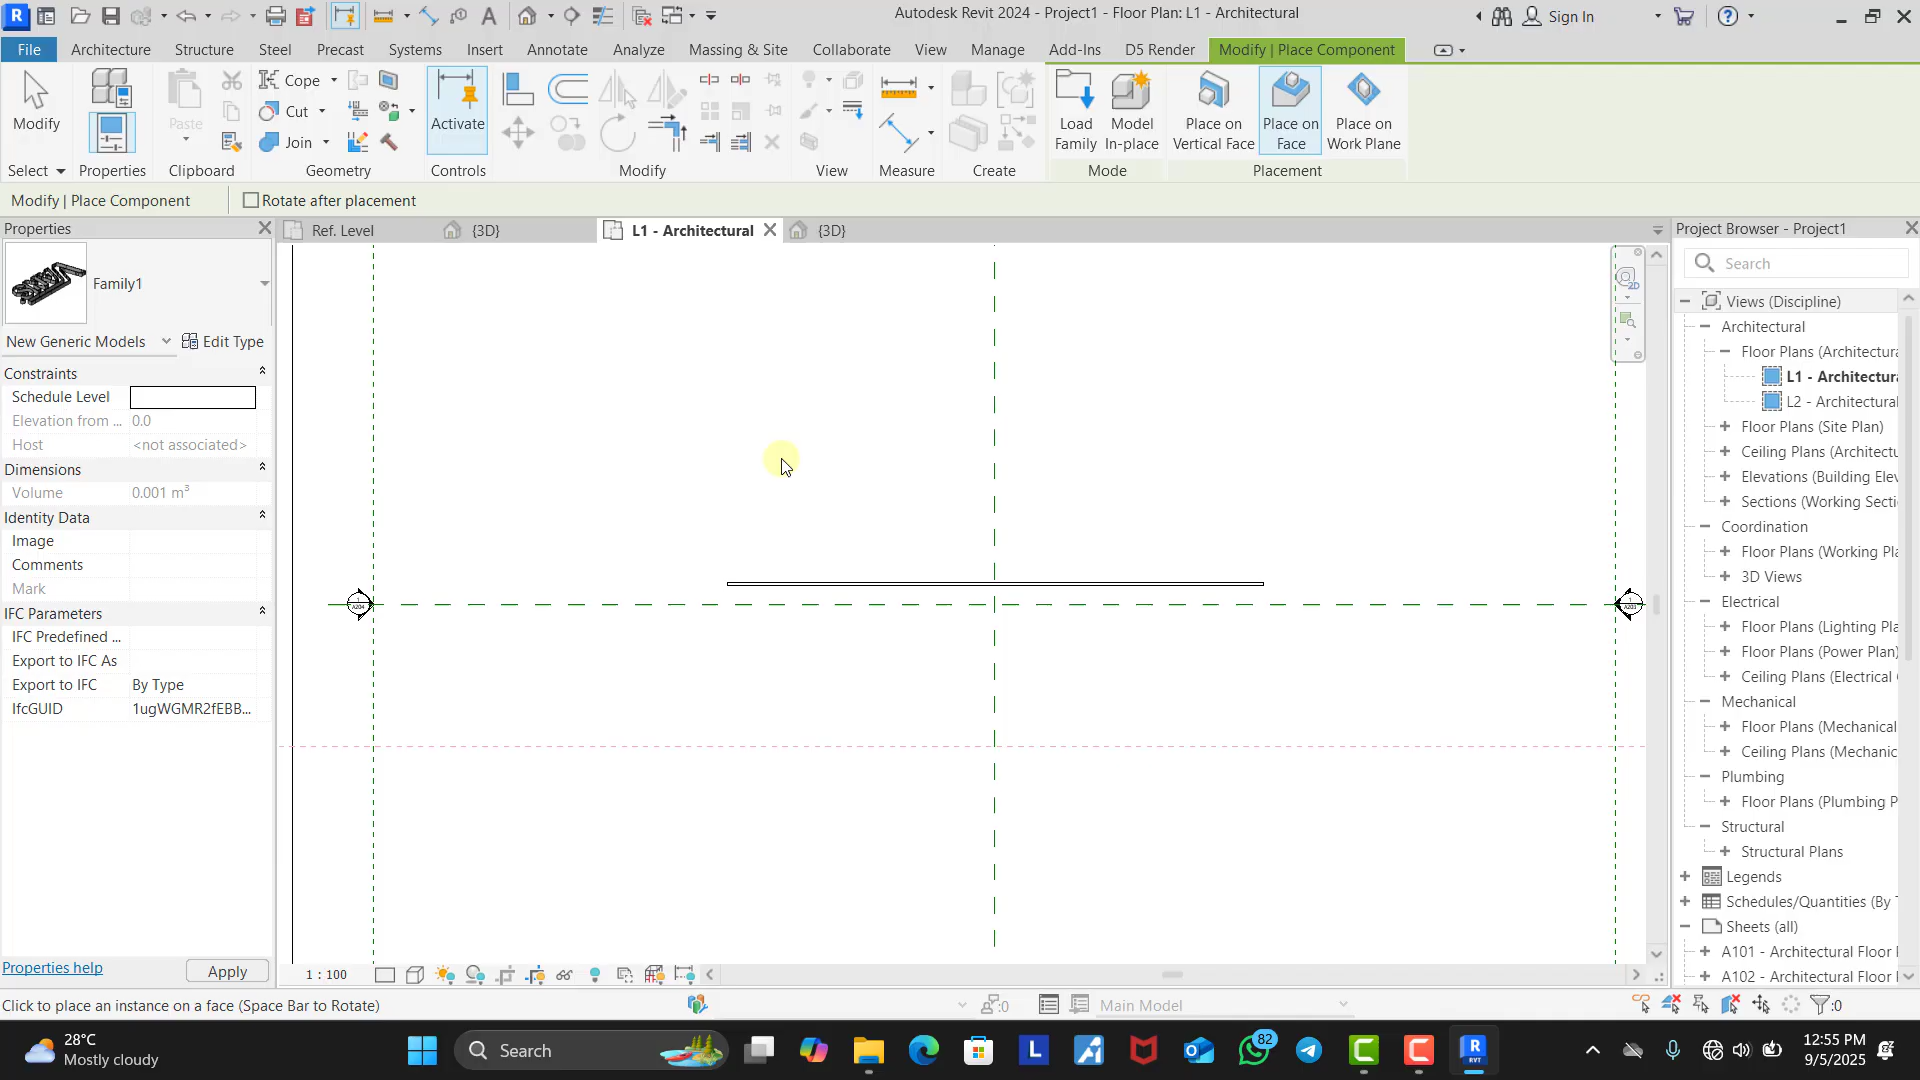 Autodesk Revit 2024 - Project1 - Floor Plan: L1 - Architectural
Sign In
File Architecture Structure Steel Precast Systems Insert Annotate Analyze Massing & Site Collaborate View Manage Add-Ins D5 Render Modify | Place Component
Modify
Paste
Cope
Cut
Join
Activate
Load Family
Model In-place
Place on Vertical Face
Place on Face
Place on Work Plane
Select Properties Clipboard Geometry Controls Modify View Measure Create Mode Placement
Modify | Place Component Rotate after placement
Properties
Ref. Level {3D} L1 - Architectural {3D}
Family1
New Generic Models Edit Type
Constraints
Schedule Level
Elevation from ... 0.0
Host <not associated>
Dimensions
Volume 0.001 m³
Identity Data
Image
Comments
Mark
IFC Parameters
IFC Predefined ...
Export to IFC As
Export to IFC By Type
IfcGUID 1ugWGMR2fEBB...
Properties help Apply
2D
Project Browser - Project1
Search
Views (Discipline)
Architectural
Floor Plans (Architectura
L1 - Architectura
L2 - Architectural
Floor Plans (Site Plan)
Ceiling Plans (Architectu
Elevations (Building Elev
Sections (Working Secti
Coordination
Floor Plans (Working Pla
3D Views
Electrical
Floor Plans (Lighting Pla
Floor Plans (Power Plan)
Ceiling Plans (Electrical
Mechanical
Floor Plans (Mechanical
Ceiling Plans (Mechanic
Plumbing
Floor Plans (Plumbing P
Structural
Structural Plans
Legends
Schedules/Quantities (By
Sheets (all)
A101 - Architectural Floor
A102 - Architectural Floor
1 : 100
Click to place an instance on a face (Space Bar to Rotate)
:0
Main Model
:0
28°C
Mostly cloudy
Search
82
12:55 PM
9/5/2025